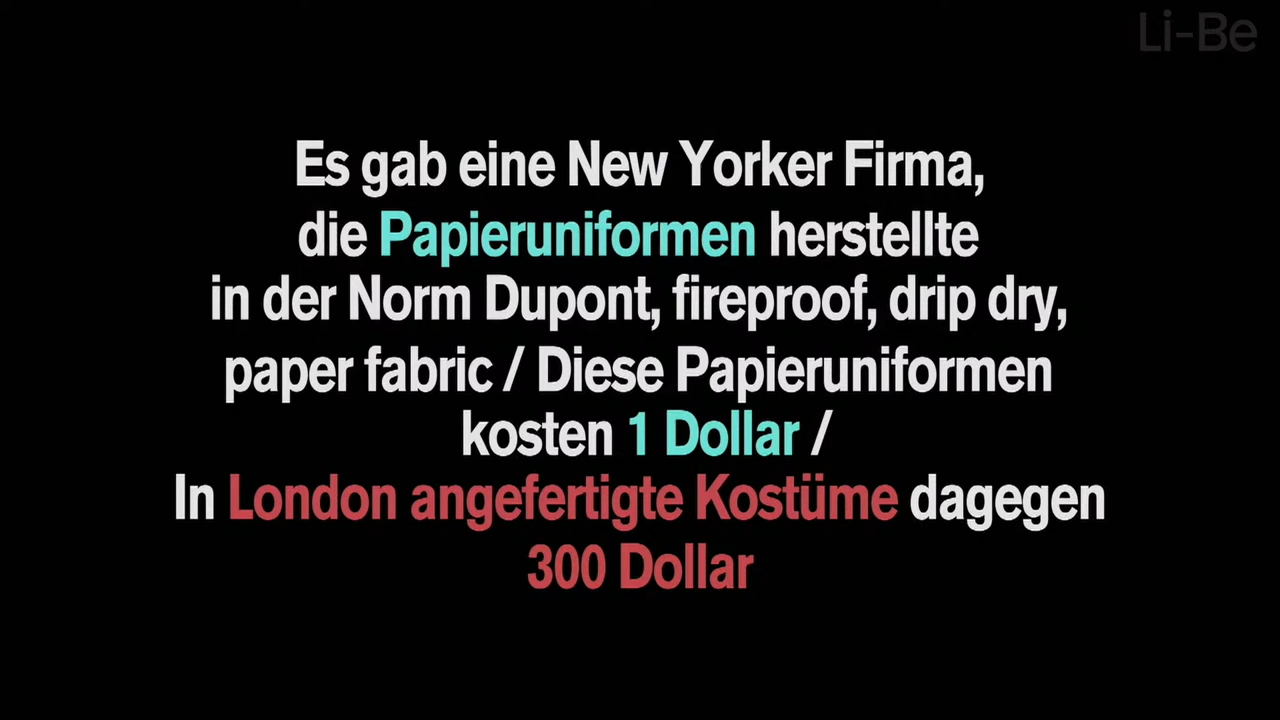 Li-Be
Es gab eine New Yorker Firma,
die Papieruniformen herstellte
in der Norm Dupont, fireproof, drip dry,
paper fabric / Diese Papieruniformen
kosten 1 Dollar /
In London angefertigte Kostüme dagegen
300 Dollar